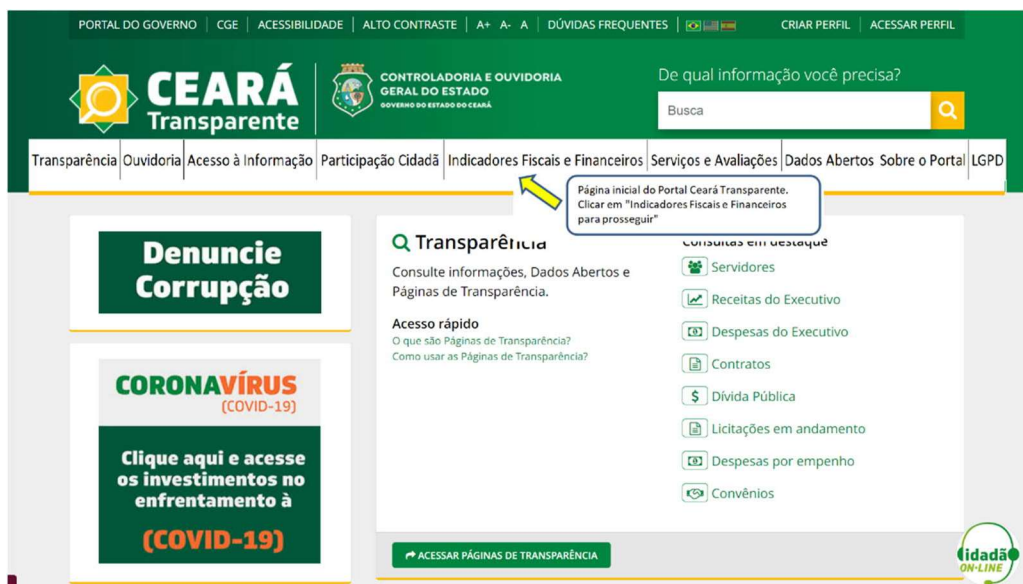 PORTAL DO GOVERNO CGE ACESSIBILIDADE ALTO CONTRASTE A+ A- A DÚVIDAS FREQUENTES CRIAR PERFIL ACESSAR PERFIL
CEARÁ
Transparente
CONTROLADORIA E OUVIDORIA
GERAL DO ESTADO
GOVERNO DO ESTADO DO CEARÁ
De qual informação você precisa?
Busca
Transparência Ouvidoria Acesso à Informação Participação Cidadã Indicadores Fiscais e Financeiros Serviços e Avaliações Dados Abertos Sobre o Portal LGPD
Página inicial do Portal Ceará Transparente.
Clicar em "Indicadores Fiscais e Financeiros
para prosseguir"
Denuncie
Corrupção
CORONAVÍRUS
(COVID-19)
Clique aqui e acesse
os investimentos no
enfrentamento à
(COVID-19)
Transparência
Consulte informações, Dados Abertos e
Páginas de Transparência.
Acesso rápido
O que são Páginas de Transparência?
Como usar as Páginas de Transparência?
Consultas em destaque
Servidores
Receitas do Executivo
Despesas do Executivo
Contratos
Dívida Pública
Licitações em andamento
Despesas por empenho
Convênios
ACESSAR PÁGINAS DE TRANSPARÊNCIA
idadão
ON-LINE